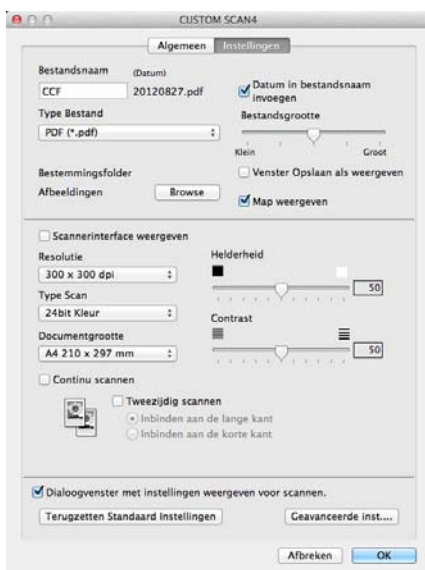 CUSTOM SCAN4
Algemeen Instellingen
Bestandsnaam (Datum)
CCF 20120827.pdf
Datum in bestandsnaam
invoegen
Type Bestand
PDF (*.pdf)
Bestandsgrootte
Klein Groot
Bestemmingsfolder
Venster Opslaan als weergeven
Afbeeldingen Browse
Map weergeven
Scannerinterface weergeven
Resolutie
300 x 300 dpi
Helderheid
50
Type Scan
24bit Kleur
Contrast
50
Documentgrootte
A4 210 x 297 mm
Continu scannen
Tweezijdig scannen
Inbinden aan de lange kant
Inbinden aan de korte kant
Dialoogvenster met instellingen weergeven voor scannen.
Terugzetten Standaard Instellingen Geavanceerde inst....
Afbreken OK